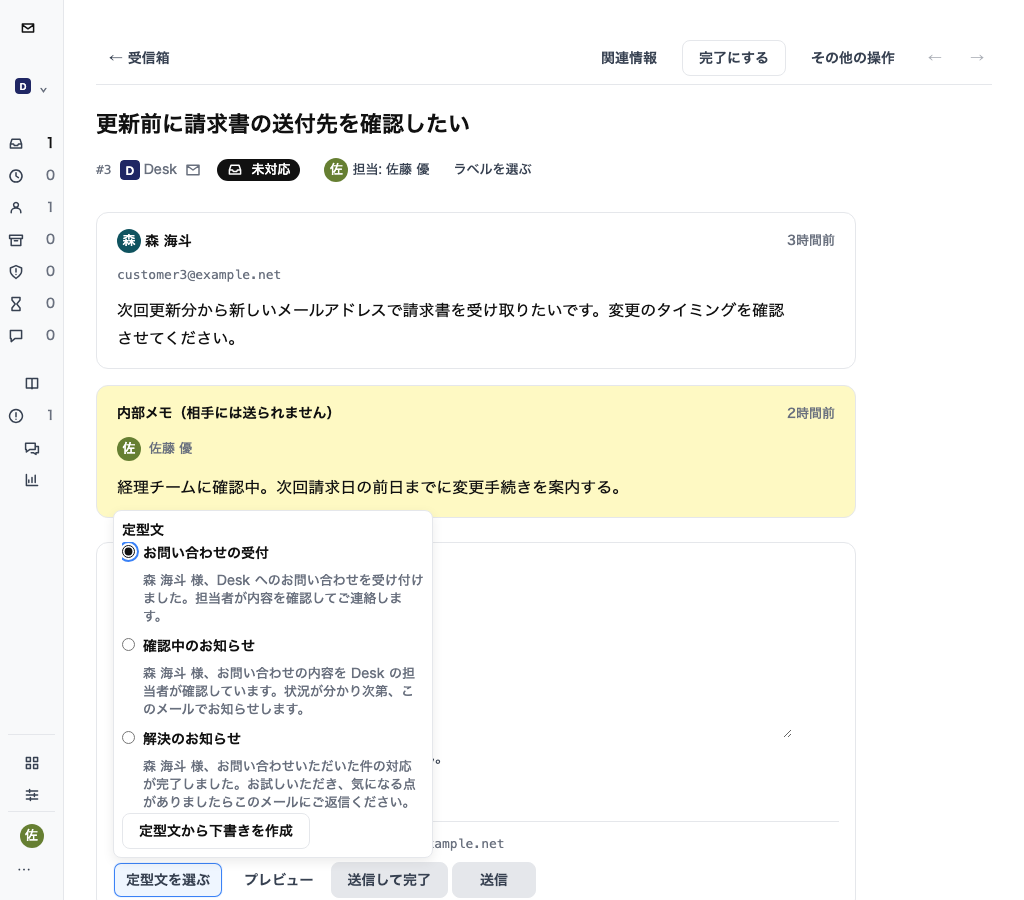 ← 受信箱
関連情報
完了にする
その他の操作
←
→
D
更新前に請求書の送付先を確認したい
#3 D Desk 未対応 佐 担当: 佐藤 優 ラベルを選ぶ
1
0
1
0
0
0
0
1
森 森 海斗 3時間前
customer3@example.net
次回更新分から新しいメールアドレスで請求書を受け取りたいです。変更のタイミングを確認
させてください。
内部メモ（相手には送られません） 2時間前
佐 佐藤 優
経理チームに確認中。次回請求日の前日までに変更手続きを案内する。
定型文
お問い合わせの受付
森 海斗 様、Desk へのお問い合わせを受け付け
ました。担当者が内容を確認してご連絡しま
す。
確認中のお知らせ
森 海斗 様、お問い合わせの内容を Desk の担
当者が確認しています。状況が分かり次第、こ
のメールでお知らせします。
解決のお知らせ
森 海斗 様、お問い合わせいただいた件の対応
が完了しました。お試しいただき、気になる点
がありましたらこのメールにご返信ください。
定型文から下書きを作成
ample.net
定型文を選ぶ
プレビュー
送信して完了
送信
佐
…